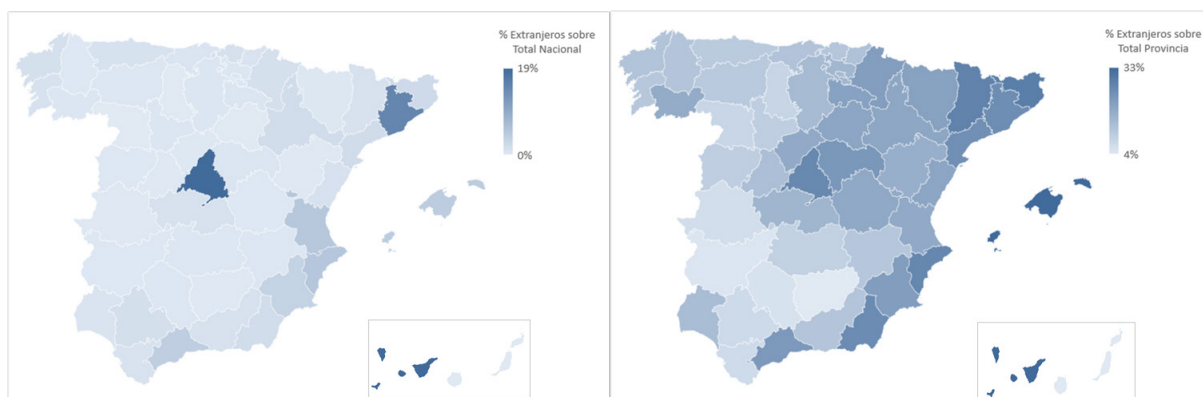 % Extranjeros sobre
Total Nacional
19%
0%
% Extranjeros sobre
Total Provincia
33%
4%